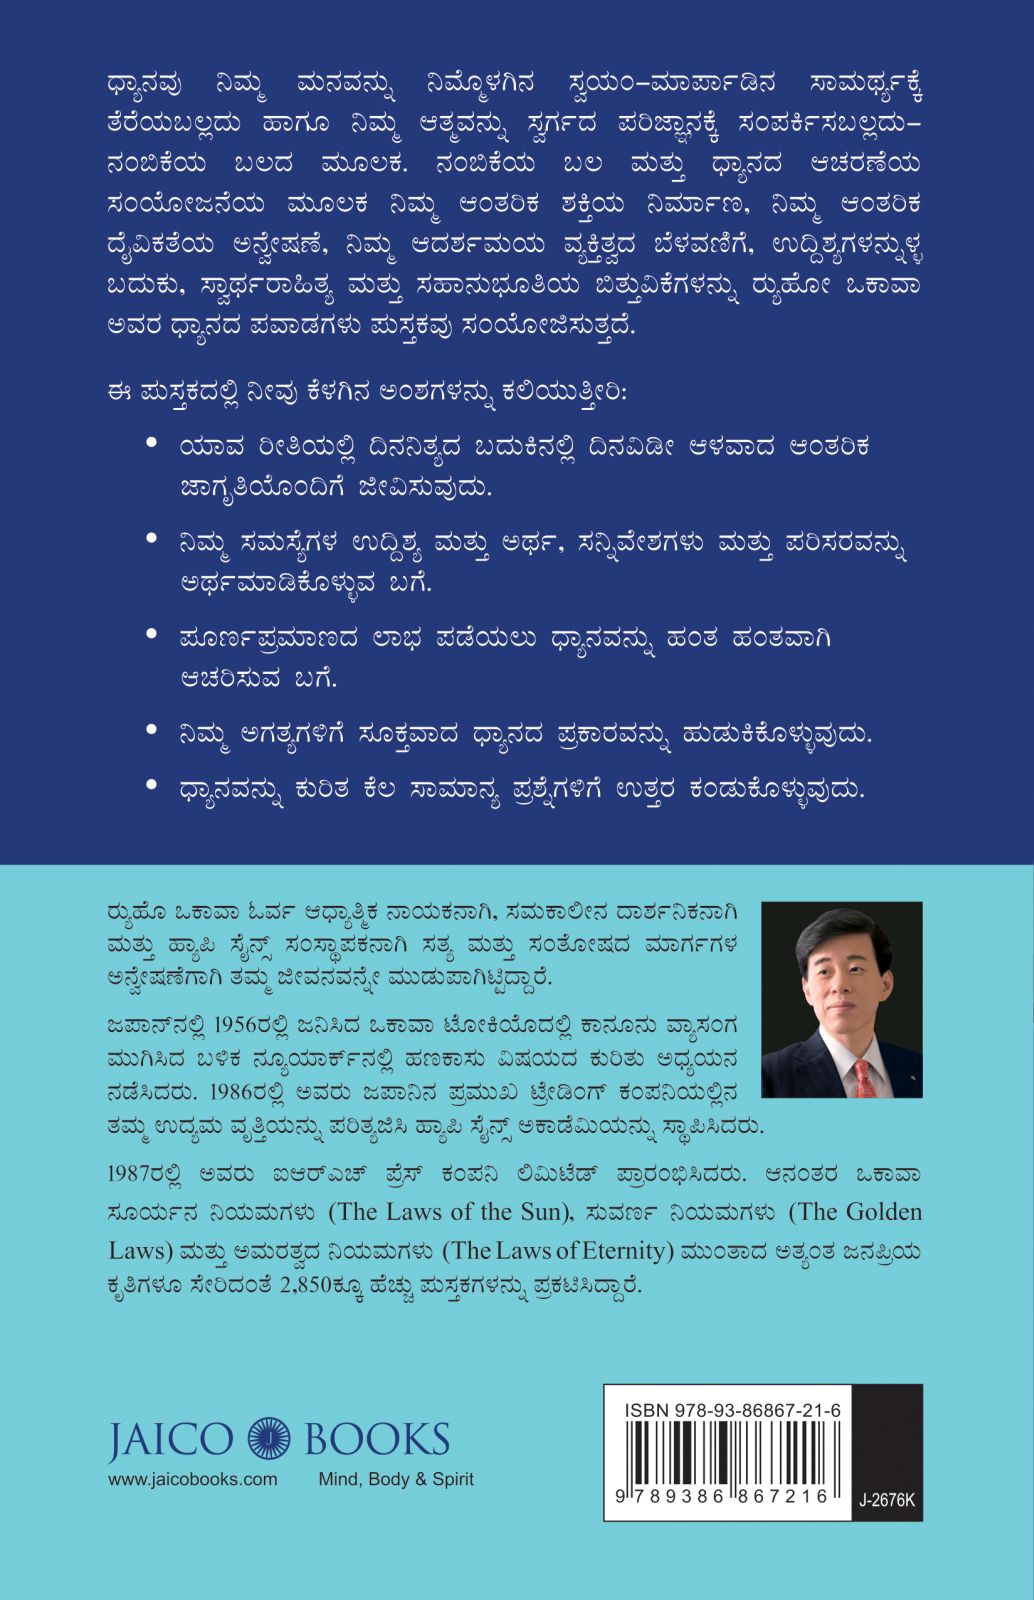 ಧ್ಯಾನವು ನಿಮ್ಮ ಮನವನ್ನು ನಿಮ್ಮೊಳಗಿನ ಸ್ವಯಂ-ಮಾರ್ಪಾಡಿನ ಸಾಮರ್ಥ್ಯಕ್ಕೆ
ತೆರೆಯಬಲ್ಲದು ಹಾಗೂ ನಿಮ್ಮ ಆತ್ಮವನ್ನು ಸ್ವರ್ಗದ ಪರಿಜ್ಞಾನಕ್ಕೆ ಸಂಪರ್ಕಿಸಬಲ್ಲದು-
ನಂಬಿಕೆಯ ಬಲದ ಮೂಲಕ. ನಂಬಿಕೆಯ ಬಲ ಮತ್ತು ಧ್ಯಾನದ ಆಚರಣೆಯ
ಸಂಯೋಜನೆಯ ಮೂಲಕ ನಿಮ್ಮ ಆಂತರಿಕ ಶಕ್ತಿಯ ನಿರ್ಮಾಣ, ನಿಮ್ಮ ಆಂತರಿಕ
ದೈವಿಕತೆಯ ಅನ್ವೇಷಣೆ, ನಿಮ್ಮ ಆದರ್ಶಮಯ ವ್ಯಕ್ತಿತ್ವದ ಬೆಳವಣಿಗೆ, ಉದ್ದಿಶ್ಯಗಳನ್ನುಳ್ಳ
ಬದುಕು, ಸ್ವಾರ್ಥರಾಹಿತ್ಯ ಮತ್ತು ಸಹಾನುಭೂತಿಯ ಬಿತ್ತುವಿಕೆಗಳನ್ನು ರ‍್ಯುಹೋ ಒಕಾವಾ
ಅವರ ಧ್ಯಾನದ ಪವಾಡಗಳು ಪುಸ್ತಕವು ಸಂಯೋಜಿಸುತ್ತದೆ.
ಈ ಪುಸ್ತಕದಲ್ಲಿ ನೀವು ಕೆಳಗಿನ ಅಂಶಗಳನ್ನು ಕಲಿಯುತ್ತೀರಿ:
• ಯಾವ ರೀತಿಯಲ್ಲಿ ದಿನನಿತ್ಯದ ಬದುಕಿನಲ್ಲಿ ದಿನವಿಡೀ ಆಳವಾದ ಆಂತರಿಕ
ಜಾಗೃತಿಯೊಂದಿಗೆ ಜೀವಿಸುವುದು.
• ನಿಮ್ಮ ಸಮಸ್ಯೆಗಳ ಉದ್ದಿಶ್ಯ ಮತ್ತು ಅರ್ಥ, ಸನ್ನಿವೇಶಗಳು ಮತ್ತು ಪರಿಸರವನ್ನು
ಅರ್ಥಮಾಡಿಕೊಳ್ಳುವ ಬಗೆ.
• ಪೂರ್ಣಪ್ರಮಾಣದ ಲಾಭ ಪಡೆಯಲು ಧ್ಯಾನವನ್ನು ಹಂತ ಹಂತವಾಗಿ
ಆಚರಿಸುವ ಬಗೆ.
• ನಿಮ್ಮ ಅಗತ್ಯಗಳಿಗೆ ಸೂಕ್ತವಾದ ಧ್ಯಾನದ ಪ್ರಕಾರವನ್ನು ಹುಡುಕಿಕೊಳ್ಳುವುದು.
• ಧ್ಯಾನವನ್ನು ಕುರಿತ ಕೆಲ ಸಾಮಾನ್ಯ ಪ್ರಶ್ನೆಗಳಿಗೆ ಉತ್ತರ ಕಂಡುಕೊಳ್ಳುವುದು.
ರ‍್ಯುಹೊ ಒಕಾವಾ ಓರ್ವ ಆಧ್ಯಾತ್ಮಿಕ ನಾಯಕನಾಗಿ, ಸಮಕಾಲೀನ ದಾರ್ಶನಿಕನಾಗಿ
ಮತ್ತು ಹ್ಯಾಪಿ ಸೈನ್ಸ್ ಸಂಸ್ಥಾಪಕನಾಗಿ ಸತ್ಯ ಮತ್ತು ಸಂತೋಷದ ಮಾರ್ಗಗಳ
ಅನ್ವೇಷಣೆಗಾಗಿ ತಮ್ಮ ಜೀವನವನ್ನೇ ಮುಡುಪಾಗಿಟ್ಟಿದ್ದಾರೆ.
ಜಪಾನ್‌ನಲ್ಲಿ 1956ರಲ್ಲಿ ಜನಿಸಿದ ಒಕಾವಾ ಟೋಕಿಯೊದಲ್ಲಿ ಕಾನೂನು ವ್ಯಾಸಂಗ
ಮುಗಿಸಿದ ಬಳಿಕ ನ್ಯೂಯಾರ್ಕ್‌ನಲ್ಲಿ ಹಣಕಾಸು ವಿಷಯದ ಕುರಿತು ಅಧ್ಯಯನ
ನಡೆಸಿದರು. 1986ರಲ್ಲಿ ಅವರು ಜಪಾನಿನ ಪ್ರಮುಖ ಟ್ರೇಡಿಂಗ್ ಕಂಪನಿಯಲ್ಲಿನ
ತಮ್ಮ ಉದ್ಯಮ ವೃತ್ತಿಯನ್ನು ಪರಿತ್ಯಜಿಸಿ ಹ್ಯಾಪಿ ಸೈನ್ಸ್ ಅಕಾಡೆಮಿಯನ್ನು ಸ್ಥಾಪಿಸಿದರು.
1987ರಲ್ಲಿ ಅವರು ಐಆರ್‌ಎಚ್ ಪ್ರೆಸ್ ಕಂಪನಿ ಲಿಮಿಟೆಡ್ ಪ್ರಾರಂಭಿಸಿದರು. ಆನಂತರ ಒಕಾವಾ
ಸೂರ್ಯನ ನಿಯಮಗಳು (The Laws of the Sun), ಸುವರ್ಣ ನಿಯಮಗಳು (The Golden
Laws) ಮತ್ತು ಅಮರತ್ವದ ನಿಯಮಗಳು (The Laws of Eternity) ಮುಂತಾದ ಅತ್ಯಂತ ಜನಪ್ರಿಯ
ಕೃತಿಗಳೂ ಸೇರಿದಂತೆ 2,850ಕ್ಕೂ ಹೆಚ್ಚು ಪುಸ್ತಕಗಳನ್ನು ಪ್ರಕಟಿಸಿದ್ದಾರೆ.
JAICO J BOOKS
www.jaicobooks.com Mind, Body & Spirit
ISBN 978-93-86867-21-6
9 789386 867216
J-2676K